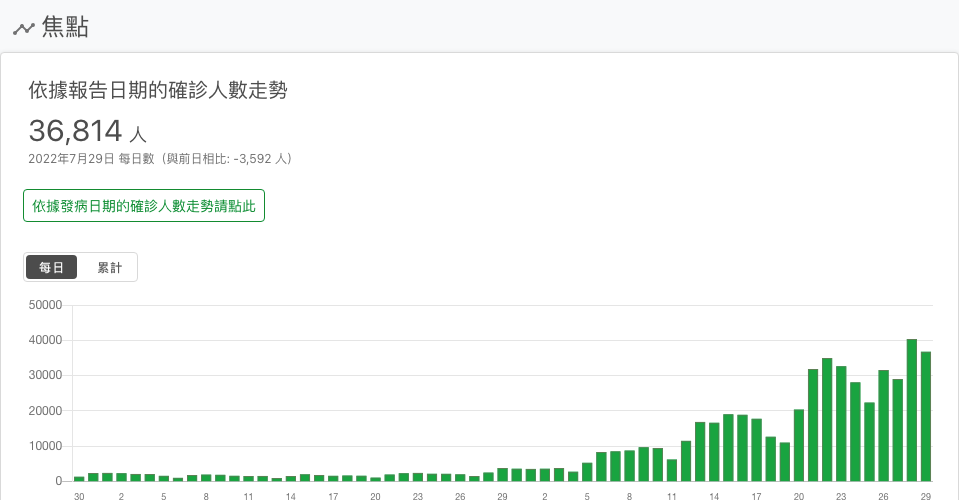 焦點
依據報告日期的確診人數走勢
36,814 人
2022年7月29日 每日數（與前日相比: -3,592 人）
依據發病日期的確診人數走勢請點此
每日 累計
50000
40000
30000
20000
10000
0
30 2 5 8 11 14 17 20 23 26 29 2 5 8 11 14 17 20 23 26 29